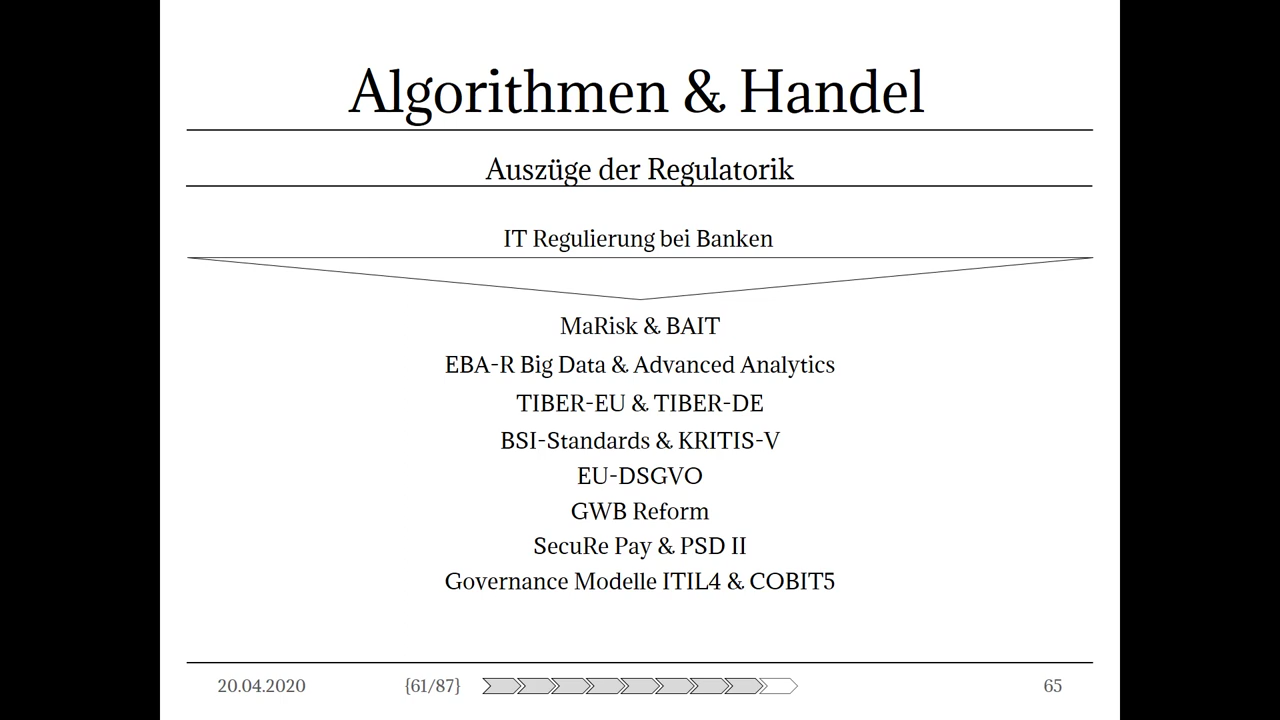 Algorithmen & Handel
Auszüge der Regulatorik
IT Regulierung bei Banken
MaRisk & BAIT
EBA-R Big Data & Advanced Analytics
TIBER-EU & TIBER-DE
BSI-Standards & KRITIS-V
EU-DSGVO
GWB Reform
SecuRe Pay & PSD II
Governance Modelle ITIL4 & COBIT5
20.04.2020 {61/87} 65